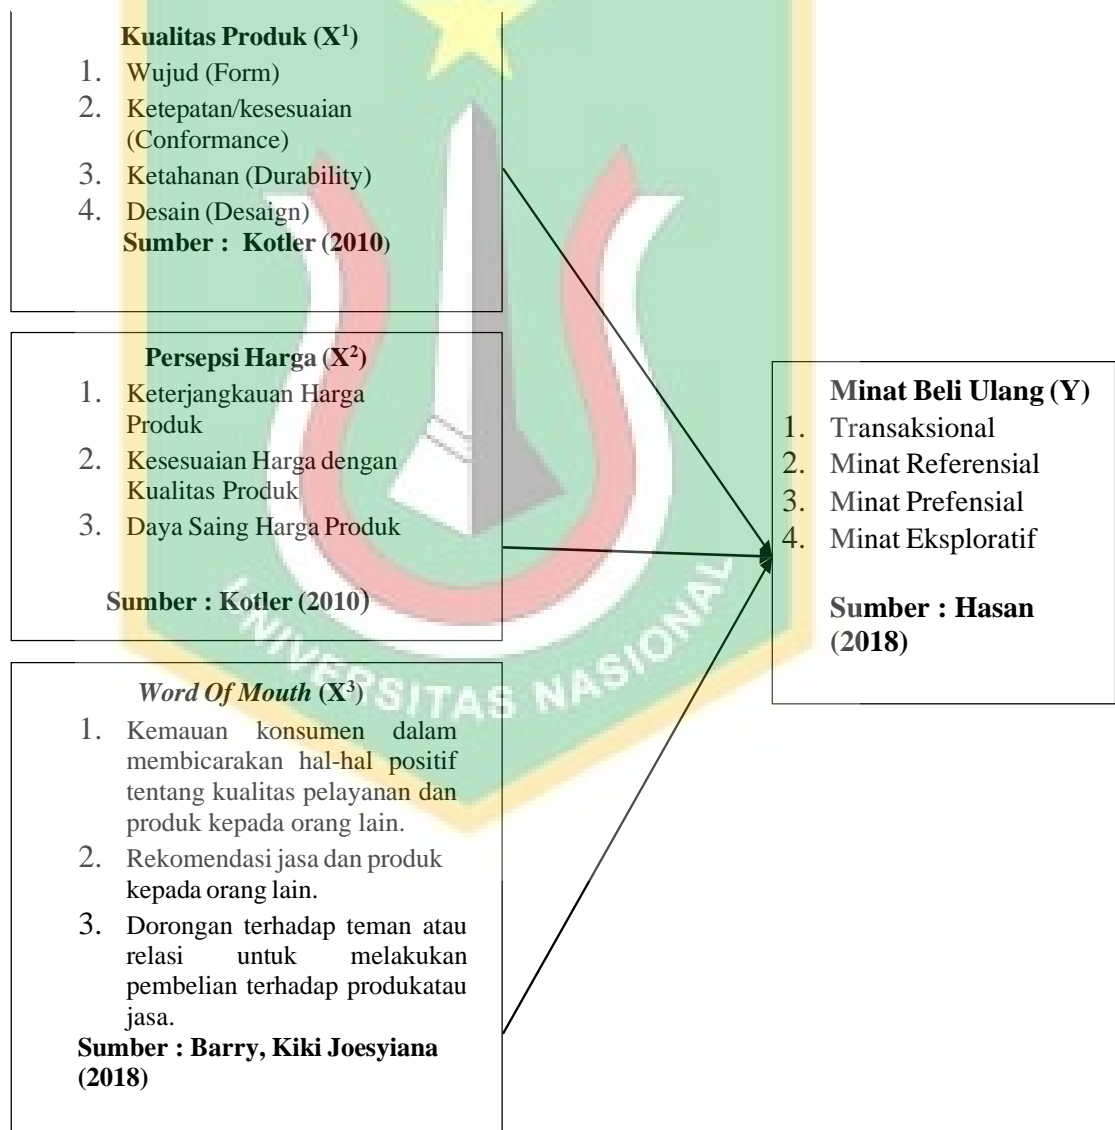 Kualitas Produk (X¹)
1. Wujud (Form)
2. Ketepatan/kesesuaian
(Conformance)
3. Ketahanan (Durability)
4. Desain (Desaign)
Sumber : Kotler (2010)
Persepsi Harga (X²)
1. Keterjangkauan Harga
Produk
2. Kesesuaian Harga dengan
Kualitas Produk
3. Daya Saing Harga Produk
Sumber : Kotler (2010)
Word Of Mouth (X³)
1. Kemauan konsumen dalam
membicarakan hal-hal positif
tentang kualitas pelayanan dan
produk kepada orang lain.
2. Rekomendasi jasa dan produk
kepada orang lain.
3. Dorongan terhadap teman atau
relasi untuk melakukan
pembelian terhadap produkatau
jasa.
Sumber : Barry, Kiki Joesyiana
(2018)
Minat Beli Ulang (Y)
1. Transaksional
2. Minat Referensial
3. Minat Prefensial
4. Minat Eksploratif
Sumber : Hasan
(2018)
UNIVERSITAS NASIONAL